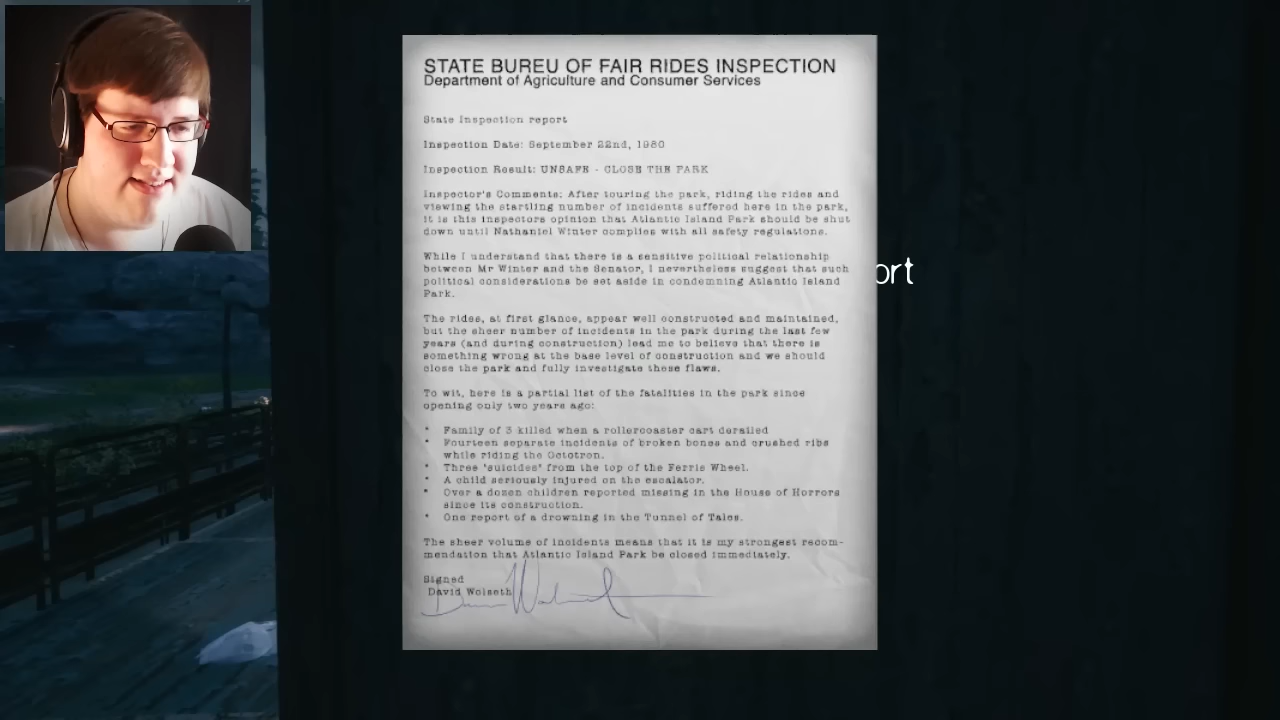 STATE BUREU OF FAIR RIDES INSPECTION
Department of Agriculture and Consumer Services
State Inspection report
Inspection Date: September 22nd, 1980
Inspection Result: UNSAFE - CLOSE THE PARK
Inspector's Comments: After touring the park, riding the rides and
viewing the startling number of incidents suffered here in the park,
it is this inspectors opinion that Atlantic Island Park should be shut
down until Nathaniel Winter complies with all safety regulations.
While I understand that there is a sensitive political relationship
between Mr Winter and the Senator, I nevertheless suggest that such
political considerations be set aside in condemning Atlantic Island
Park.
ort
The rides, at first glance, appear well constructed and maintained,
but the sheer number of incidents in the park during the last few
years (and during construction) lead me to believe that there is
something wrong at the base level of construction and we should
close the park and fully investigate these flaws.
To wit, here is a partial list of the fatalities in the park since
opening only two years ago:
* Family of 3 killed when a rollercoaster cart derailed
* Fourteen separate incidents of broken bones and crushed ribs
while riding the Octotron.
* Three 'suicides' from the top of the Ferris Wheel.
* A child seriously injured on the escalator.
* Over a dozen children reported missing in the House of Horrors
since its construction.
* One report of a drowning in the Tunnel of Tales.
The sheer volume of incidents means that it is my strongest recom-
mendation that Atlantic Island Park be closed immediately.
Signed
David Wolseth